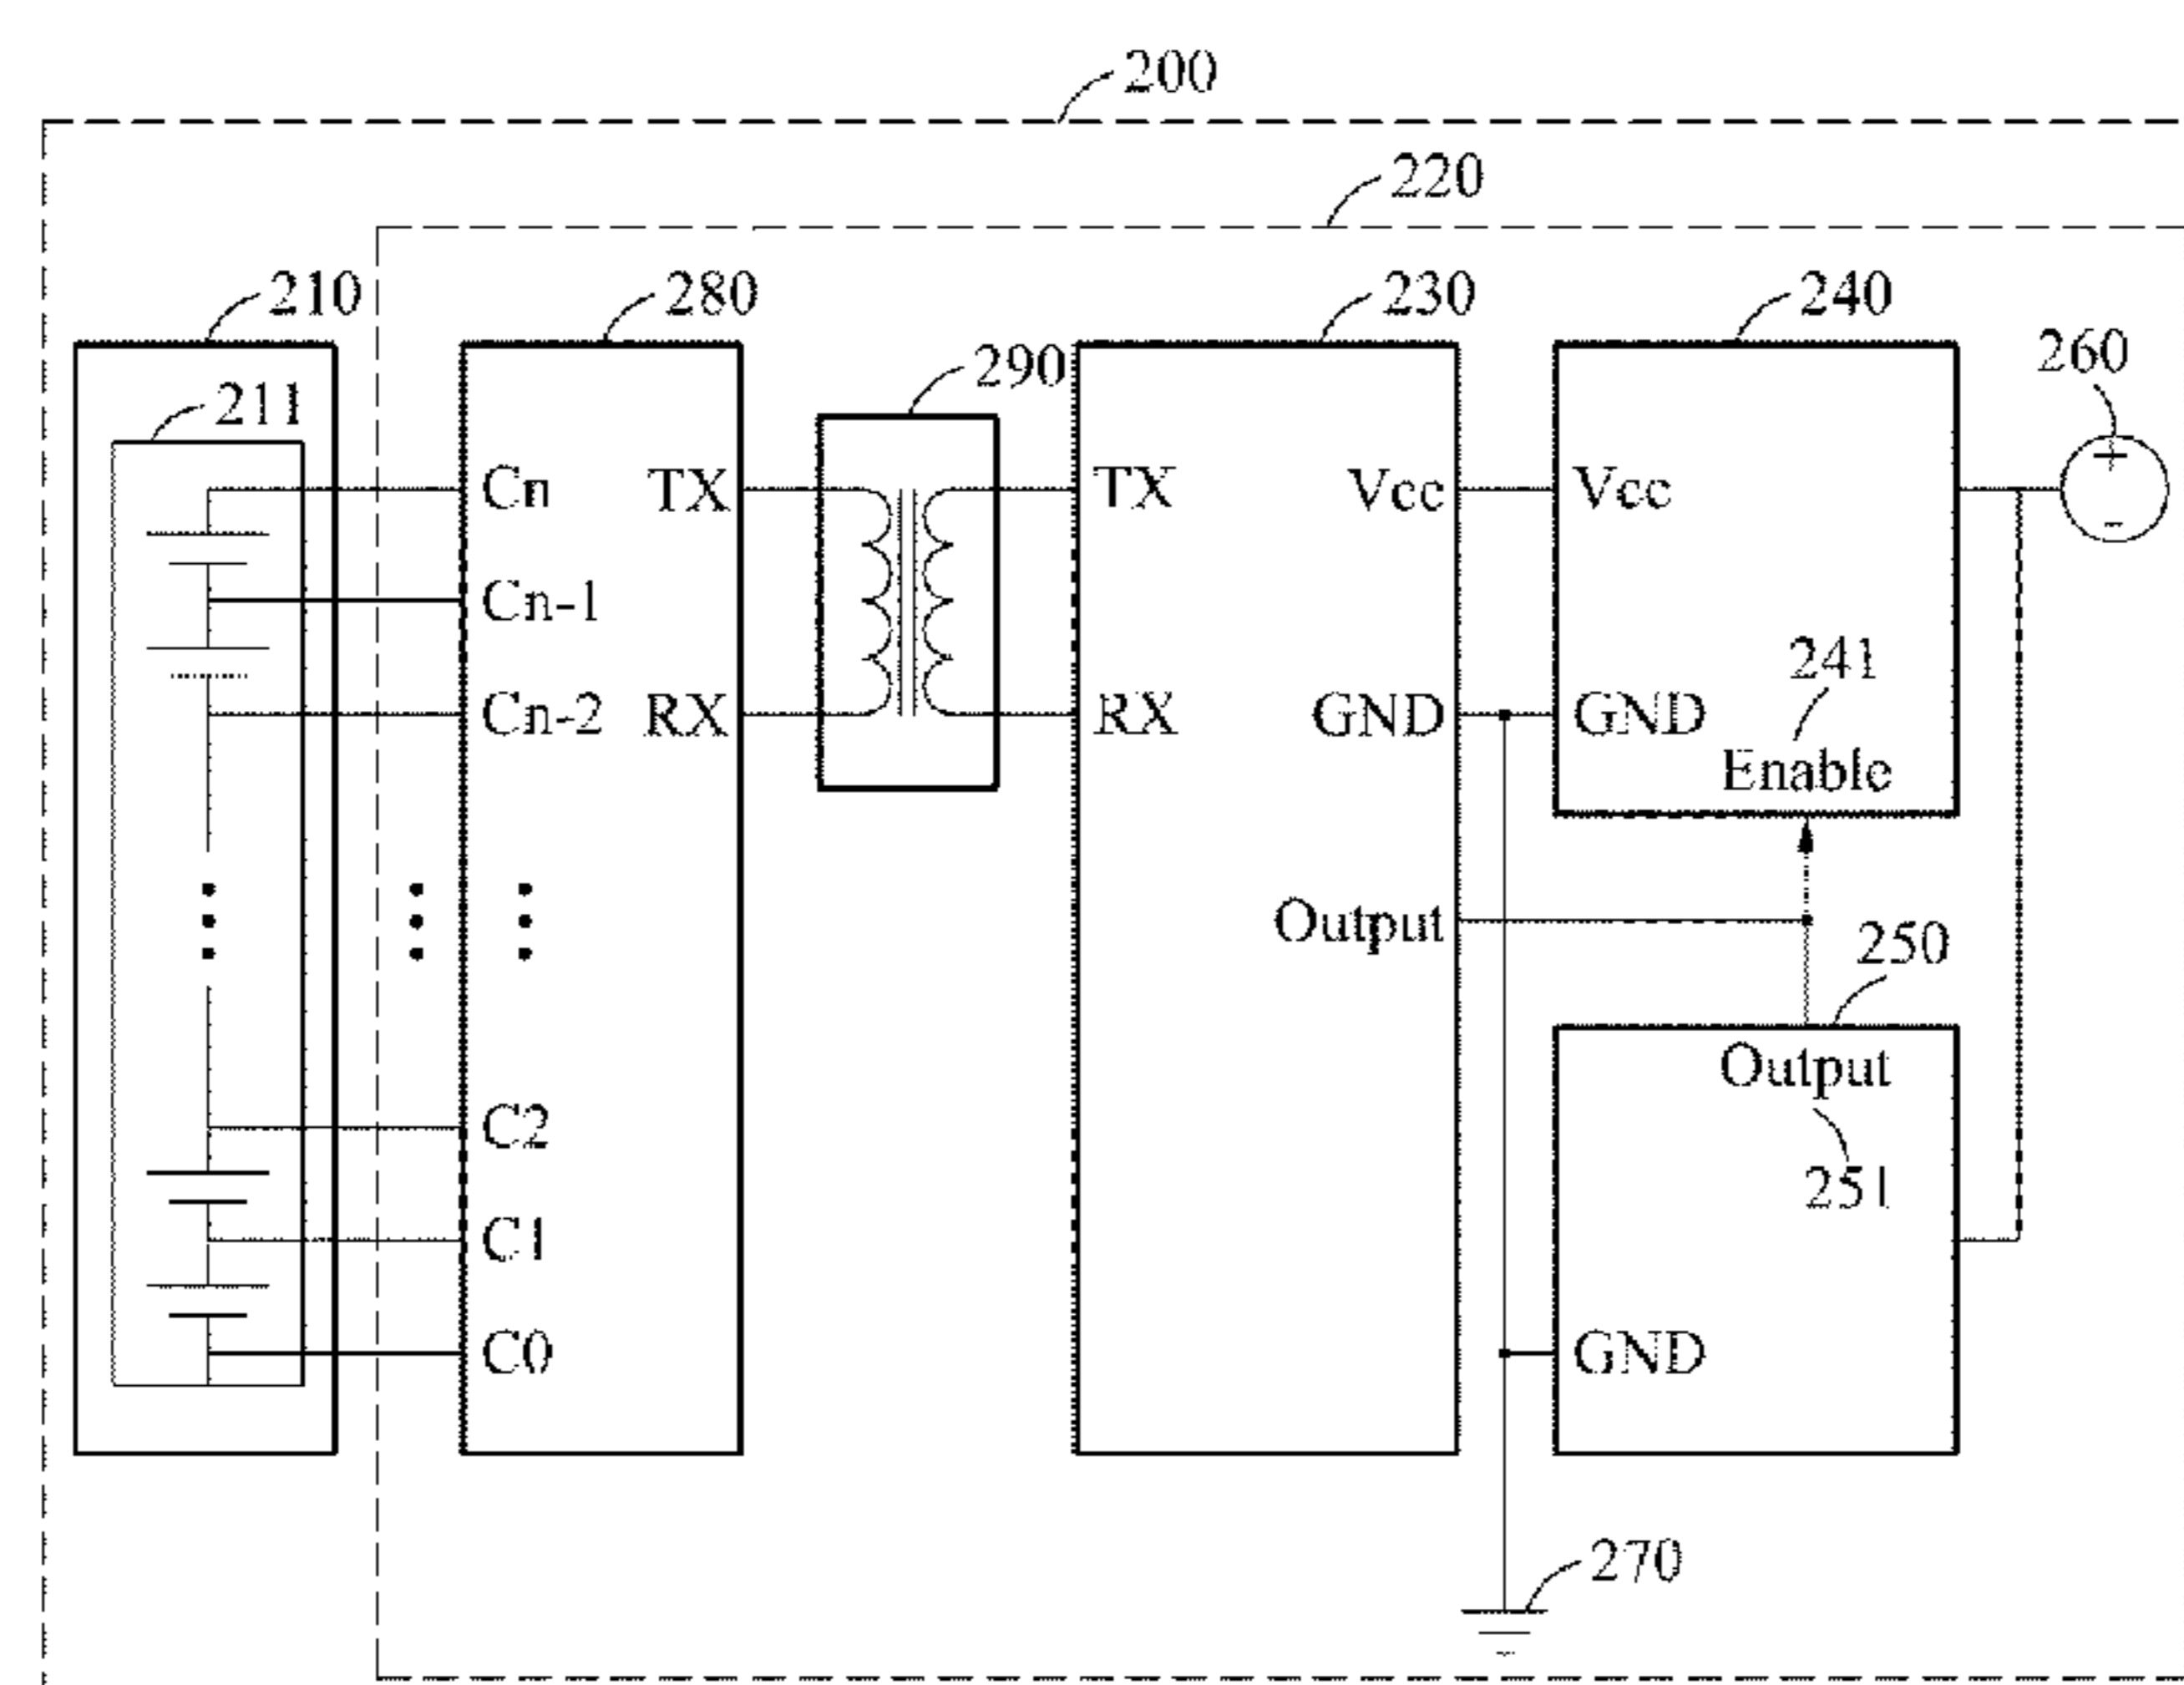 200
220
210
280
230
240
260
290
211
Cn
TX
TX
Vcc
Vcc
+
-
Cn-1
241
Cn-2
RX
RX
GND
GND
Enable
Output
250
Output
C2
251
C1
C0
GND
270